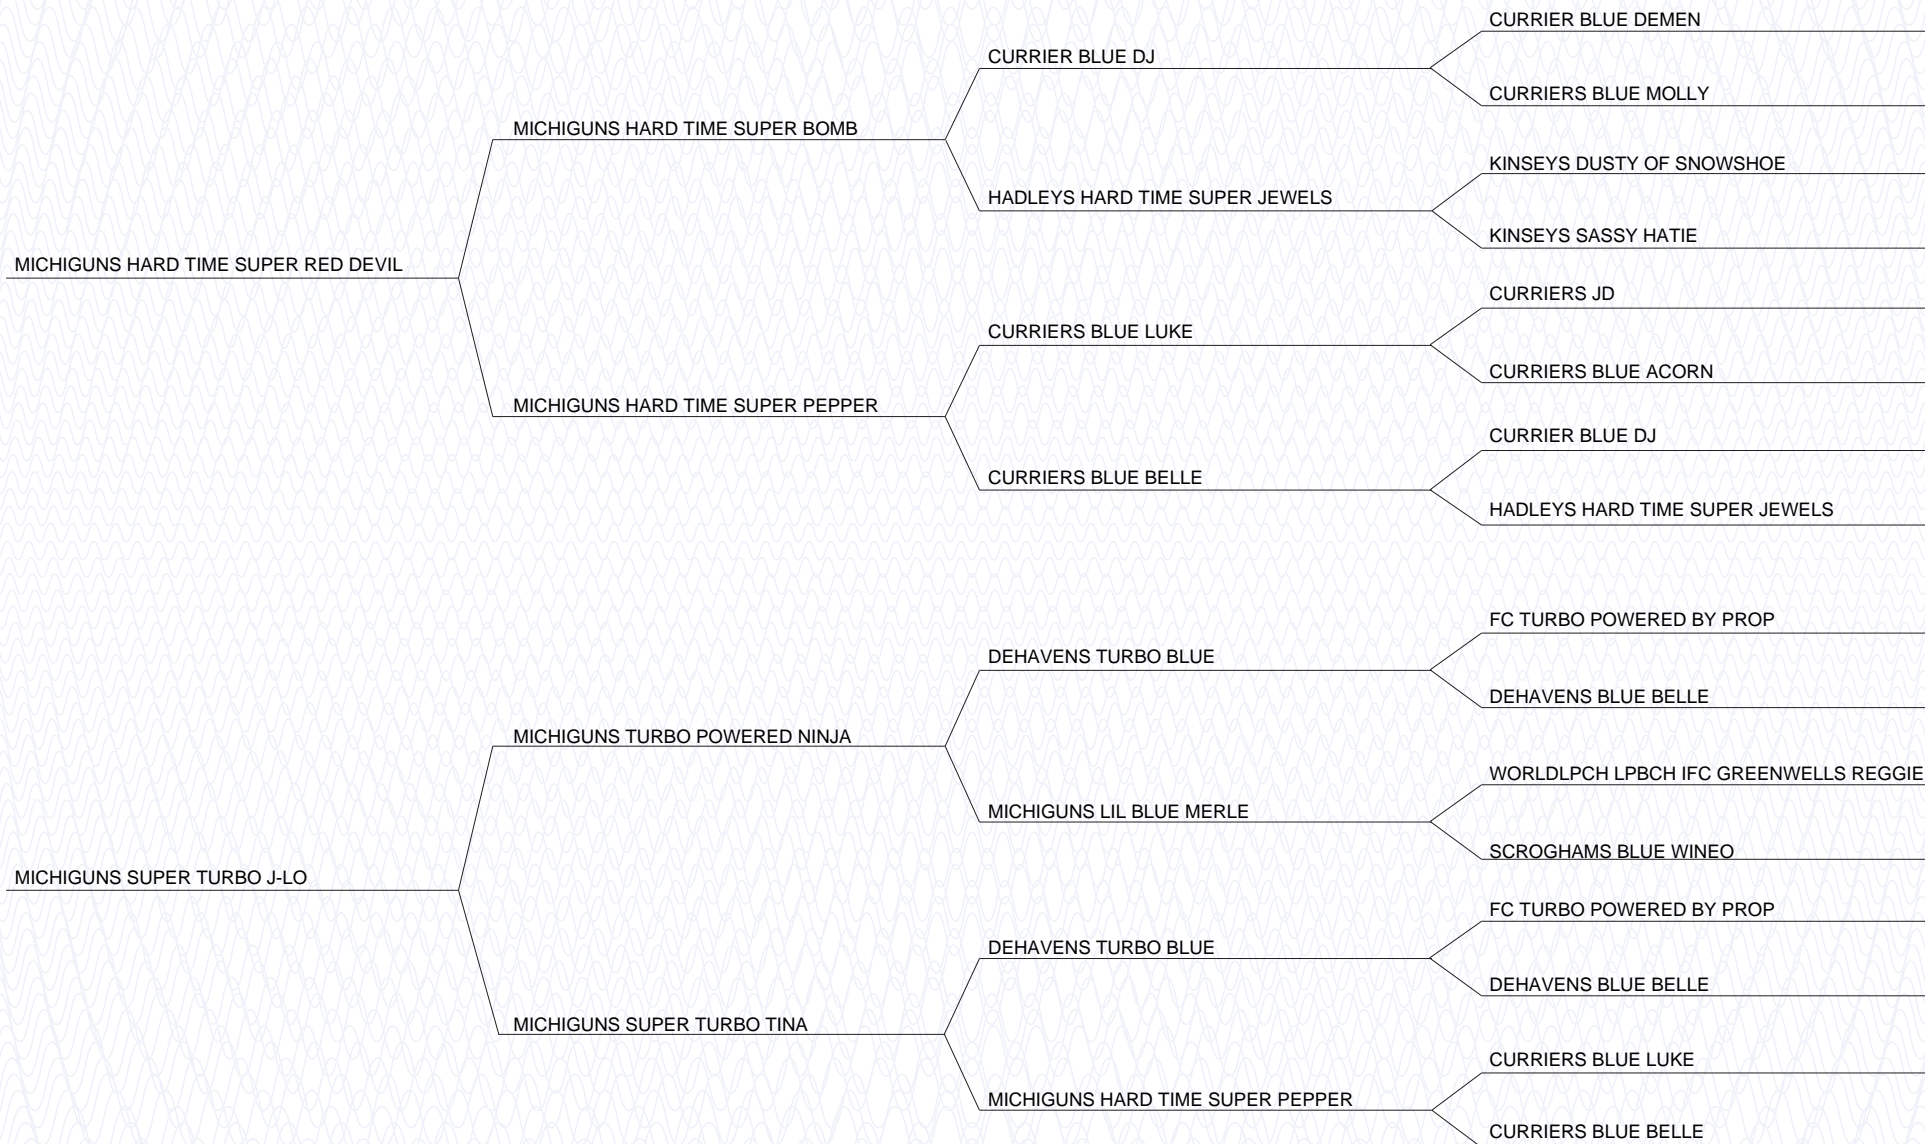 CURRIER BLUE DEMEN
CURRIER BLUE DJ
CURRIERS BLUE MOLLY
MICHIGUNS HARD TIME SUPER BOMB
KINSEYS DUSTY OF SNOWSHOE
HADLEYS HARD TIME SUPER JEWELS
KINSEYS SASSY HATIE
MICHIGUNS HARD TIME SUPER RED DEVIL
CURRIERS JD
CURRIERS BLUE LUKE
CURRIERS BLUE ACORN
MICHIGUNS HARD TIME SUPER PEPPER
CURRIER BLUE DJ
CURRIERS BLUE BELLE
HADLEYS HARD TIME SUPER JEWELS
FC TURBO POWERED BY PROP
DEHAVENS TURBO BLUE
DEHAVENS BLUE BELLE
MICHIGUNS TURBO POWERED NINJA
WORLDLPCH LPBCH IFC GREENWELLS REGGIE
MICHIGUNS LIL BLUE MERLE
SCROGHAMS BLUE WINEO
MICHIGUNS SUPER TURBO J-LO
FC TURBO POWERED BY PROP
DEHAVENS TURBO BLUE
DEHAVENS BLUE BELLE
MICHIGUNS SUPER TURBO TINA
CURRIERS BLUE LUKE
MICHIGUNS HARD TIME SUPER PEPPER
CURRIERS BLUE BELLE